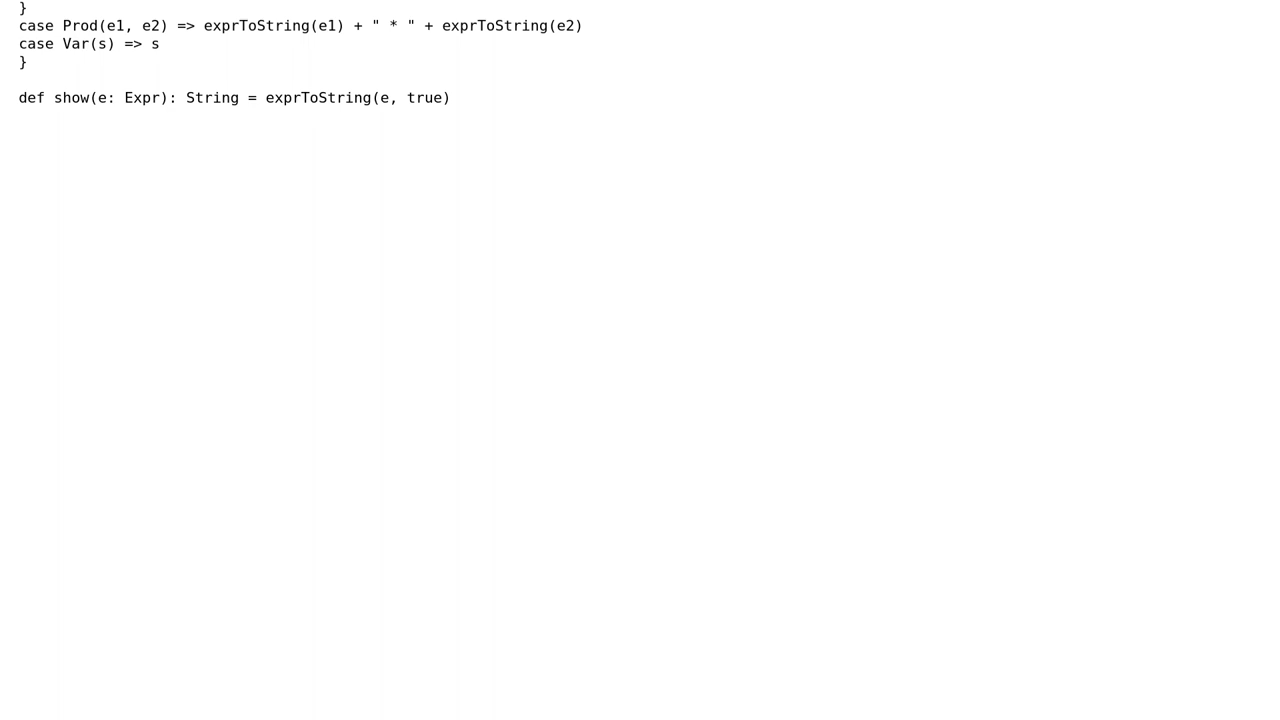 }
case Prod(e1, e2) => exprToString(e1) + " * " + exprToString(e2)
case Var(s) => s
}
def show(e: Expr): String = exprToString(e, true)